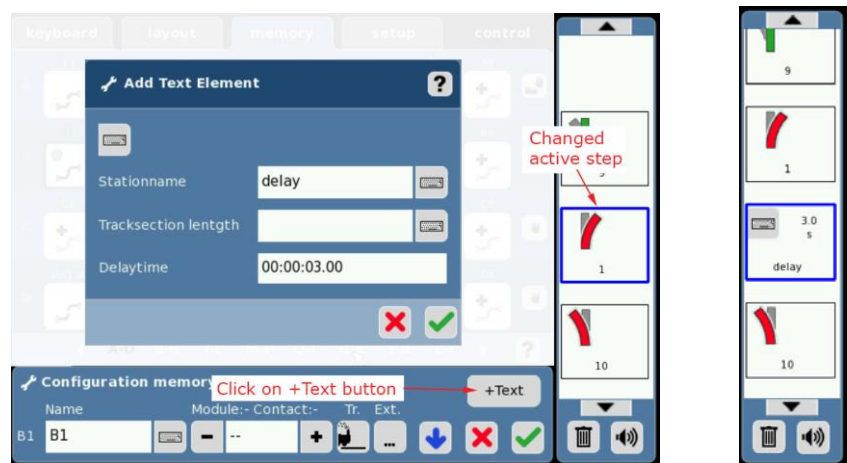 keyboard
layout
memory
setup
control
Add Text Element
?
Stationname
delay
Tracksection lentgth
Delaytime
00:00:03.00
A-D
?
Configuration memory
Click on +Text button
+Text
Name
Module:- Contact:-
Tr.
Ext.
B1
B1
--
...
Changed
active step
1
10
9
1
3.0
s
delay
10